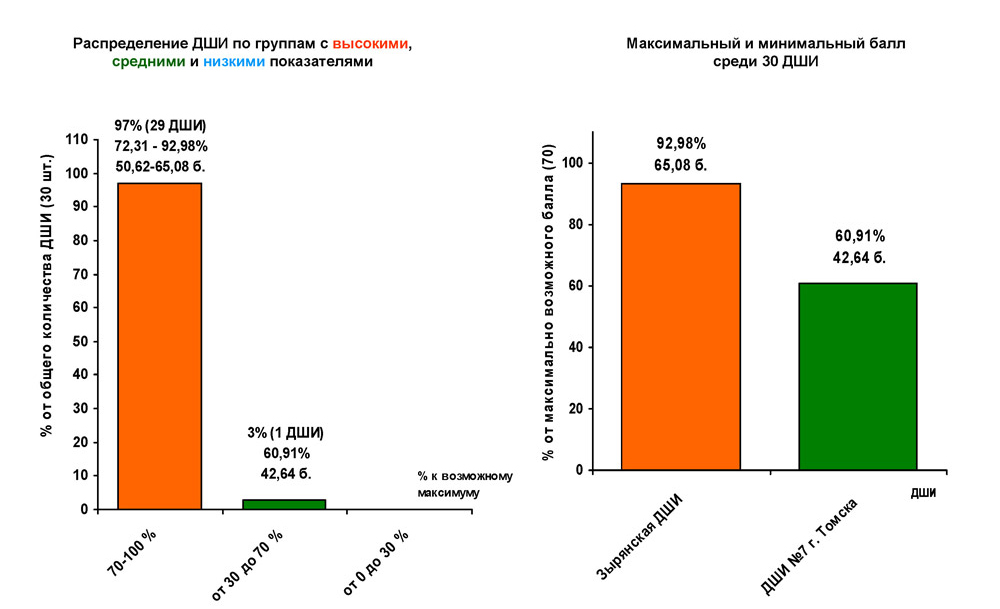 Распределение ДШИ по группам с высокими,
средними и низкими показателями
% от общего количества ДШИ (30 шт.)
110
100
90
80
70
60
50
40
30
20
10
0
97% (29 ДШИ)
72,31 - 92,98%
50,62-65,08 б.
3% (1 ДШИ)
60,91%
42,64 б.
% к возможному
максимуму
70-100 %
от 30 до 70 %
от 0 до 30 %
Максимальный и минимальный балл
среди 30 ДШИ
% от максимально возможного балла (70)
100
80
60
40
20
0
92,98%
65,08 б.
60,91%
42,64 б.
ДШИ
Зырянская ДШИ
ДШИ №7 г. Томска